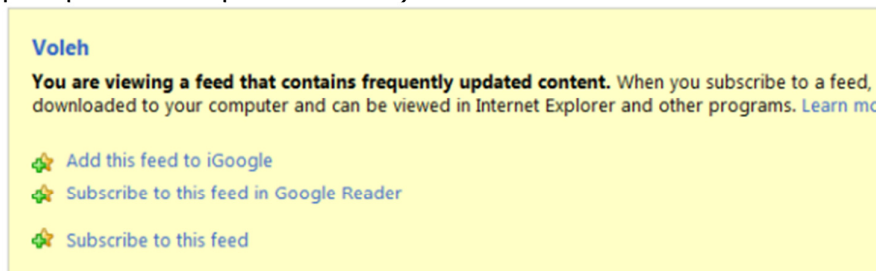 Voleh
You are viewing a feed that contains frequently updated content. When you subscribe to a feed,
downloaded to your computer and can be viewed in Internet Explorer and other programs. Learn mo
Add this feed to iGoogle
Subscribe to this feed in Google Reader
Subscribe to this feed